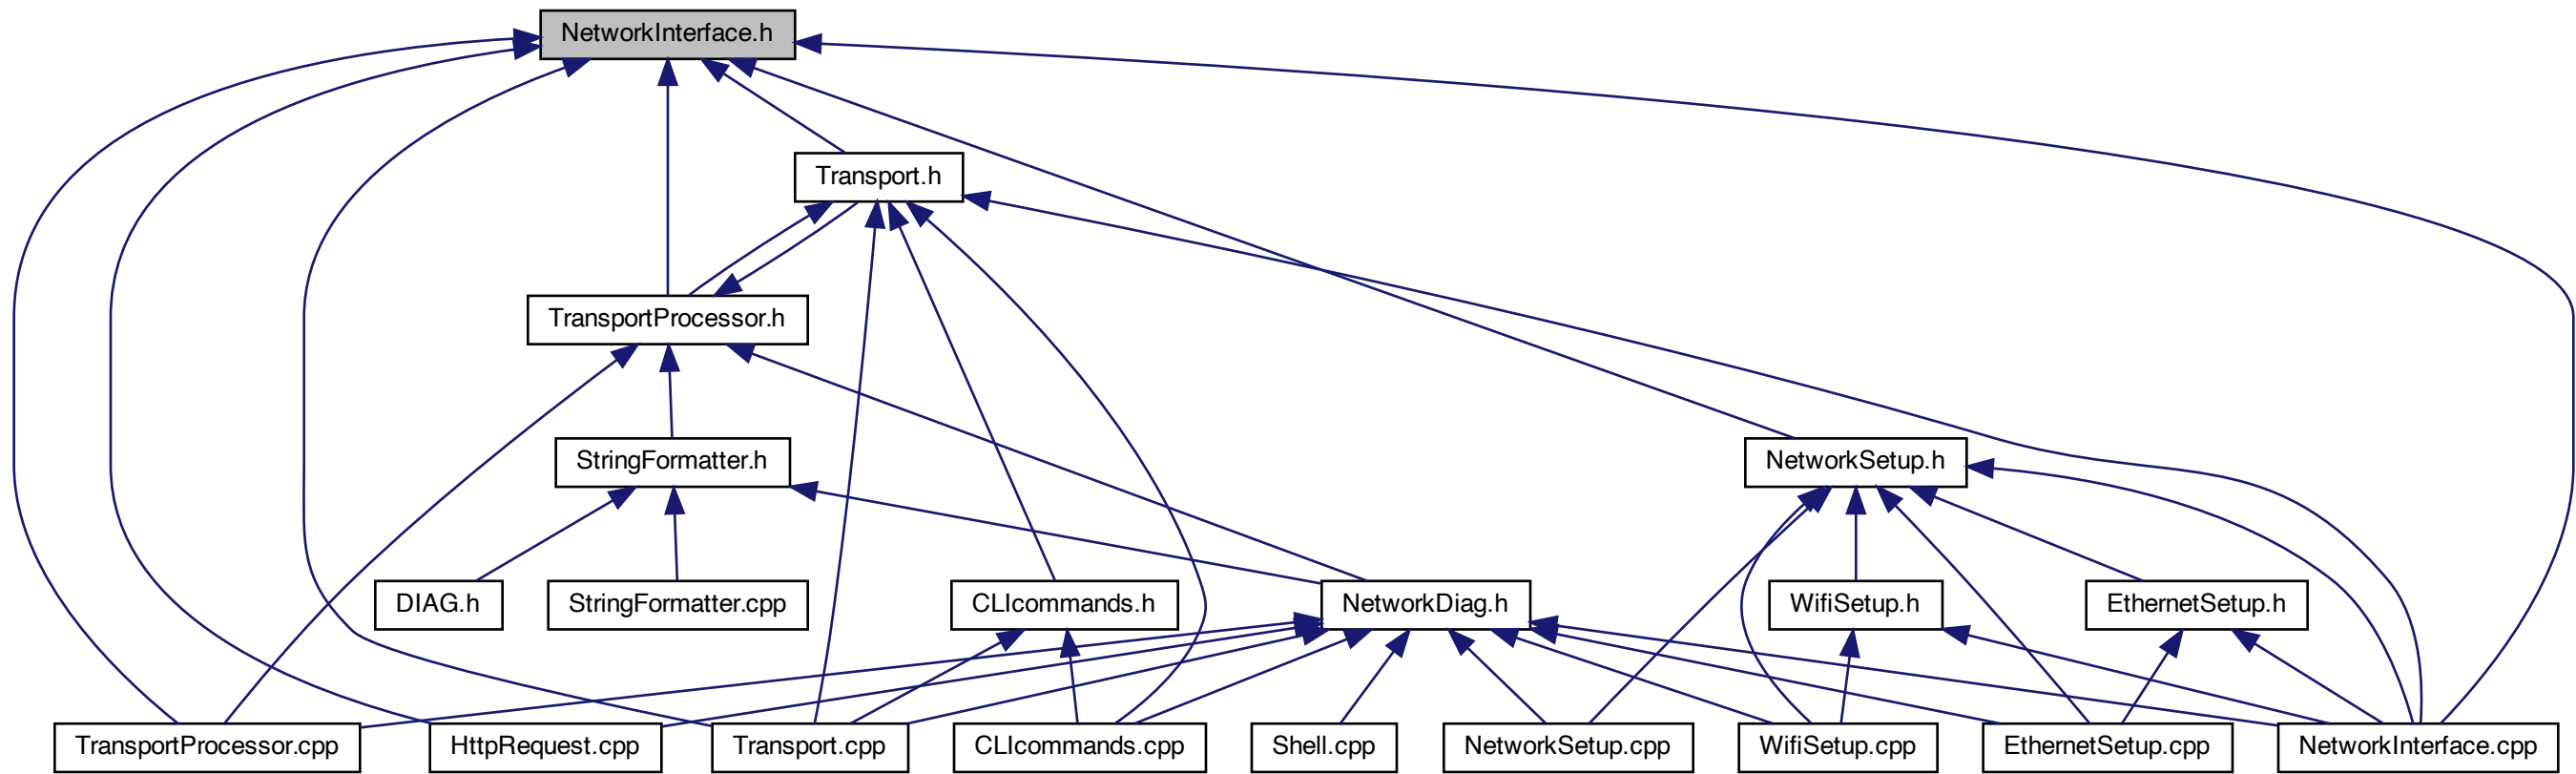 NetworkInterface.h
Transport.h
TransportProcessor.h
StringFormatter.h
NetworkSetup.h
DIAG.h
StringFormatter.cpp
CLIcommands.h
NetworkDiag.h
WifiSetup.h
EthernetSetup.h
TransportProcessor.cpp
HttpRequest.cpp
Transport.cpp
CLIcommands.cpp
Shell.cpp
NetworkSetup.cpp
WifiSetup.cpp
EthernetSetup.cpp
NetworkInterface.cpp